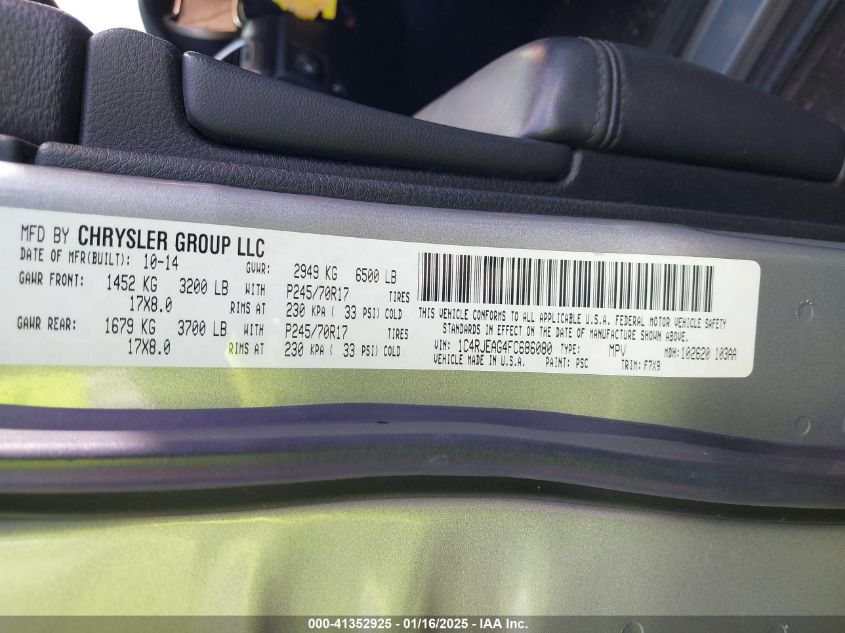 MFD BY CHRYSLER GROUP LLC
DATE OF MFR(BUILT): 10-14 GVWR: 2949 KG 6500 LB
GAWR FRONT: 1452 KG 3200 LB WITH P245/70R17 TIRES
17X8.0 RIMS AT 230 KPA ( 33 PSI) COLD
GAWR REAR: 1679 KG 3700 LB WITH P245/70R17 TIRES
17X8.0 RIMS AT 230 KPA ( 33 PSI) COLD
THIS VEHICLE CONFORMS TO ALL APPLICABLE U.S.A. FEDERAL MOTOR VEHICLE SAFETY
STANDARDS IN EFFECT ON THE DATE OF MANUFACTURE SHOWN ABOVE.
VIN: 1C4RJEAG4FC686080 TYPE: MPV MDH: 102620 103AA
VEHICLE MADE IN U.S.A. PAINT: PSC TRIM: F7X9
000-41352925 - 01/16/2025 - IAA Inc.